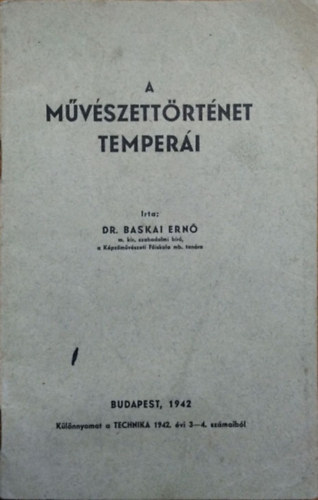 A
MŰVÉSZETTÖRTÉNET
TEMPERÁI
Irta:
DR. BASKAI ERNŐ
m. kir. szabadalmi bíró,
a Képzőművészeti Főiskola mb. tanára
BUDAPEST, 1942
Különnyomat a TECHNIKA 1942. évi 3—4. számaiból